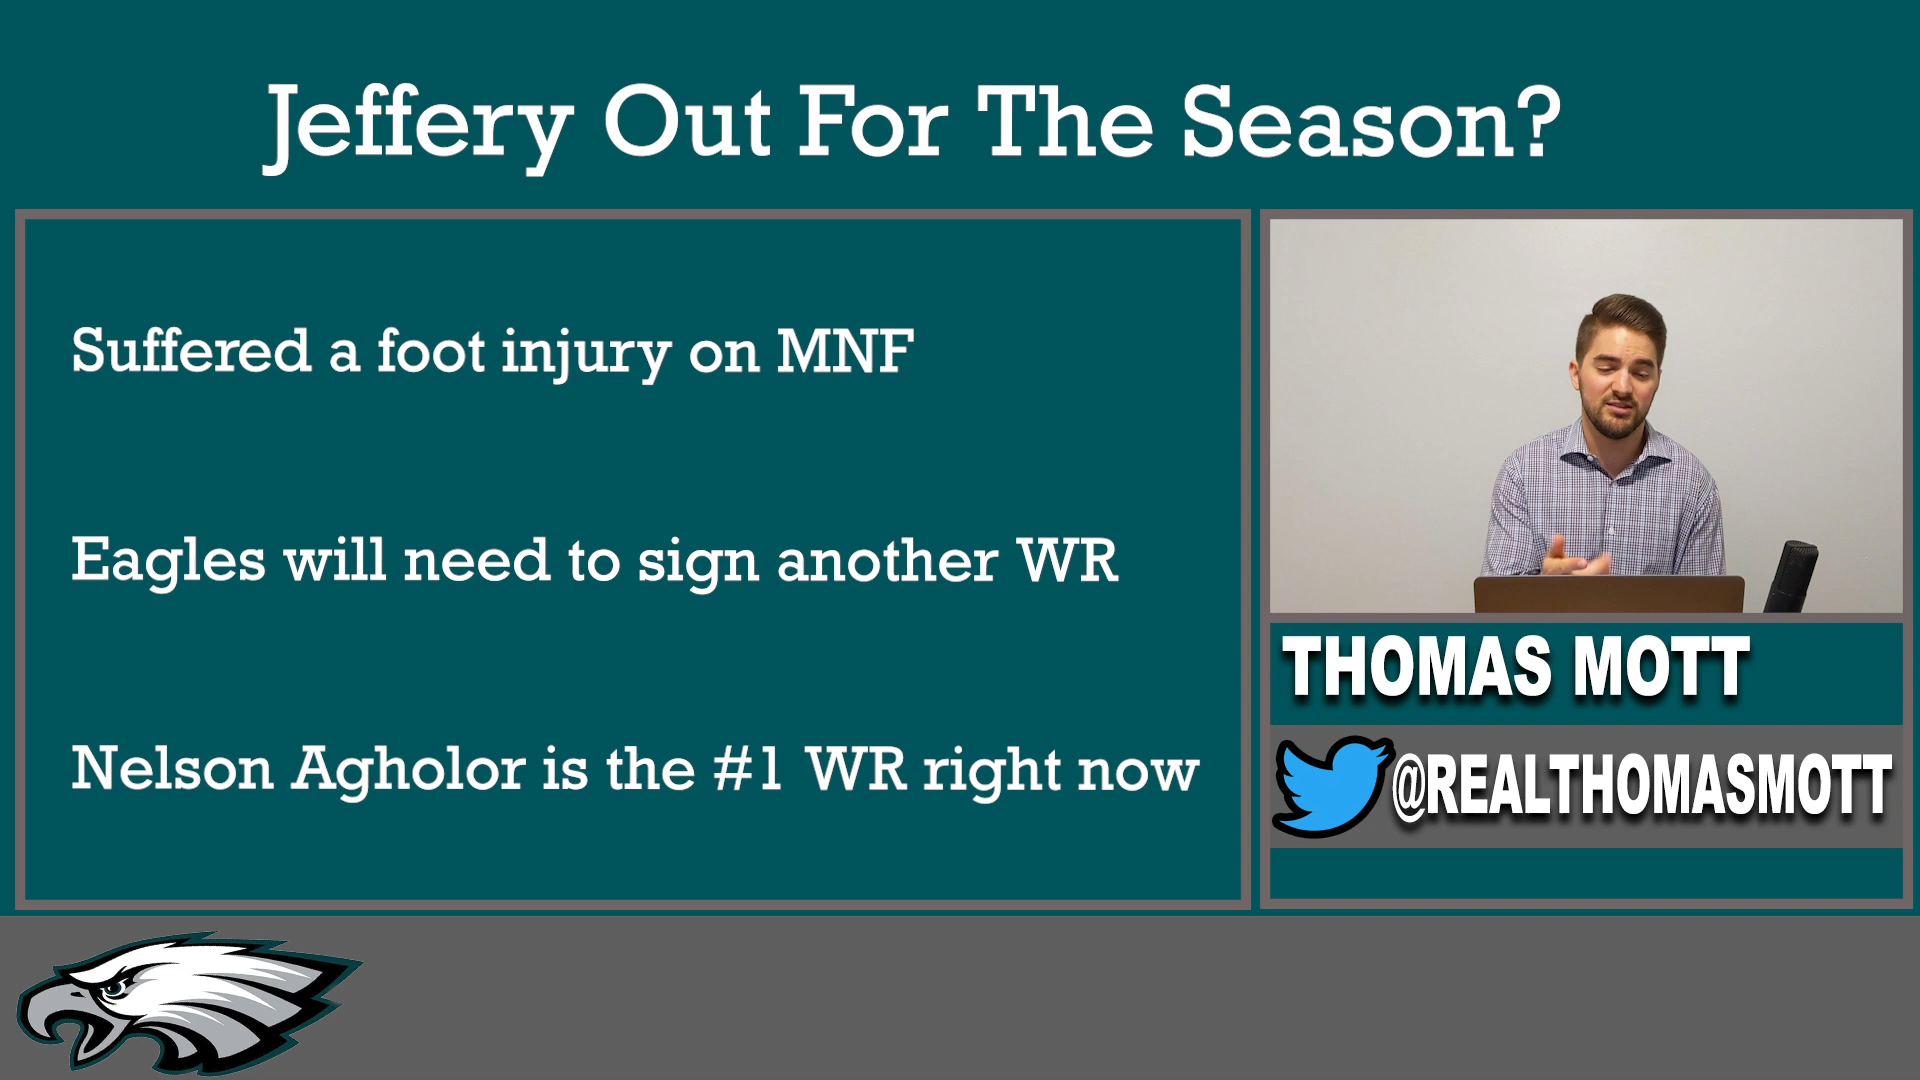 Jeffery Out For The Season?
Suffered a foot injury on MNF
Eagles will need to sign another WR
Nelson Agholor is the #1 WR right now
THOMAS MOTT
@REALTHOMASMOTT